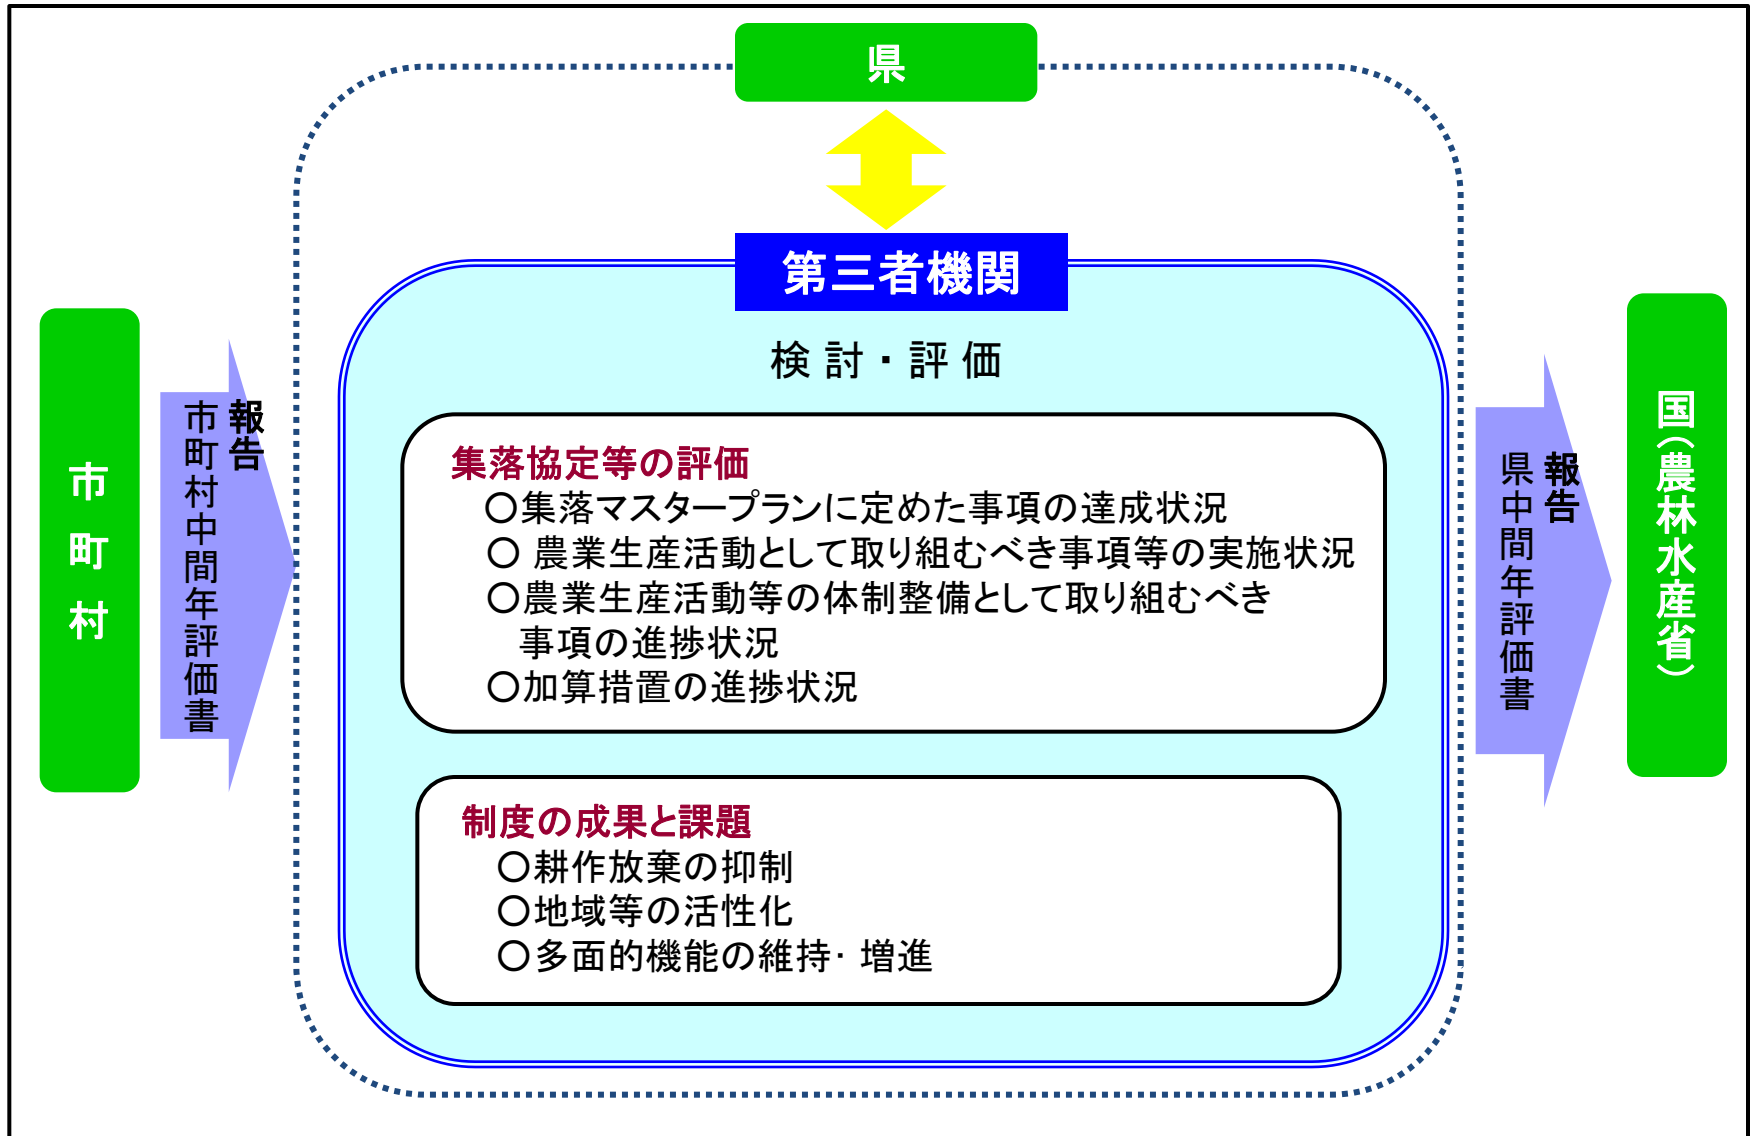 県
第三者機関
検討・評価
市町村
報告
市町村中間年評価書
集落協定等の評価
○集落マスタープランに定めた事項の達成状況
○ 農業生産活動として取り組むべき事項等の実施状況
○農業生産活動等の体制整備として取り組むべき
事項の進捗状況
○加算措置の進捗状況
制度の成果と課題
○耕作放棄の抑制
○地域等の活性化
○多面的機能の維持・増進
報告
県中間年評価書
国(農林水産省)